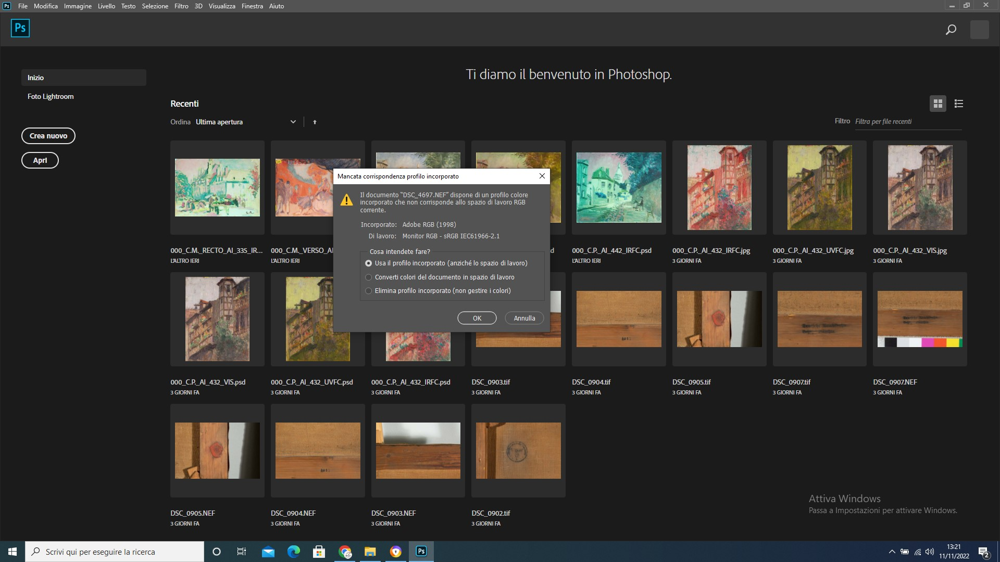 Ps File Modifica Immagine Livello Testo Selezione Filtro 3D Visualizza Finestra Aiuto
Ps
Inizio
Foto Lightroom
Crea nuovo
Apri
Ti diamo il benvenuto in Photoshop.
Recenti
Ordina Ultima apertura
Filtro Filtra per file recenti
Mancata corrispondenza profilo incorporato
Il documento “DSC_4697.NEF” dispone di un profilo colore
incorporato che non corrisponde allo spazio di lavoro RGB
corrente.
Incorporato: Adobe RGB (1998)
Di lavoro: Monitor RGB - sRGB IEC61966-2.1
Cosa intendete fare?
Usa il profilo incorporato (anziché lo spazio di lavoro)
Converti colori del documento in spazio di lavoro
Elimina profilo incorporato (non gestire i colori)
OK Annulla
000_C.M._RECTO_AI_335_IR... 000_C.M._VERSO_AI 000_C.P._AI_442_IRFC.psd 000_C.P._AI_432_IRFC.jpg 000_C.P._AI_432_UVFC.jpg 000_C.P._AI_432_VIS.jpg
L'ALTRO IERI L'ALTRO IERI L'ALTRO IERI 3 GIORNI FA 3 GIORNI FA 3 GIORNI FA
000_C.P._AI_432_VIS.psd 000_C.P._AI_432_UVFC.psd 000_C.P._AI_432_IRFC.psd DSC_0903.tif DSC_0904.tif DSC_0905.tif DSC_0907.tif DSC_0907.NEF
3 GIORNI FA 3 GIORNI FA 3 GIORNI FA 3 GIORNI FA 3 GIORNI FA 3 GIORNI FA 3 GIORNI FA 3 GIORNI FA
DSC_0905.NEF DSC_0904.NEF DSC_0903.NEF DSC_0902.tif
3 GIORNI FA 3 GIORNI FA 3 GIORNI FA 3 GIORNI FA
Attiva Windows
Passa a Impostazioni per attivare Windows.
Scrivi qui per eseguire la ricerca
Ps
13:21
11/11/2022
2